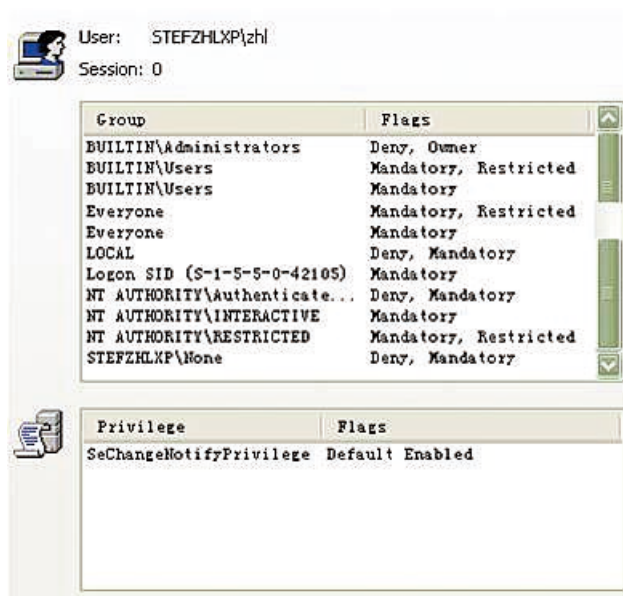 User: STEFZHLXP\zhl
Session: 0
Group Flags
BUILTIN\Administrators Deny, Owner
BUILTIN\Users Mandatory, Restricted
BUILTIN\Users Mandatory
Everyone Mandatory, Restricted
Everyone Mandatory
LOCAL Deny, Mandatory
Logon SID (S-1-5-5-0-42105) Mandatory
NT AUTHORITY\Authenticate... Deny, Mandatory
NT AUTHORITY\INTERACTIVE Mandatory
NT AUTHORITY\RESTRICTED Mandatory, Restricted
STEFZHLXP\None Deny, Mandatory
Privilege Flags
SeChangeNotifyPrivilege Default Enabled